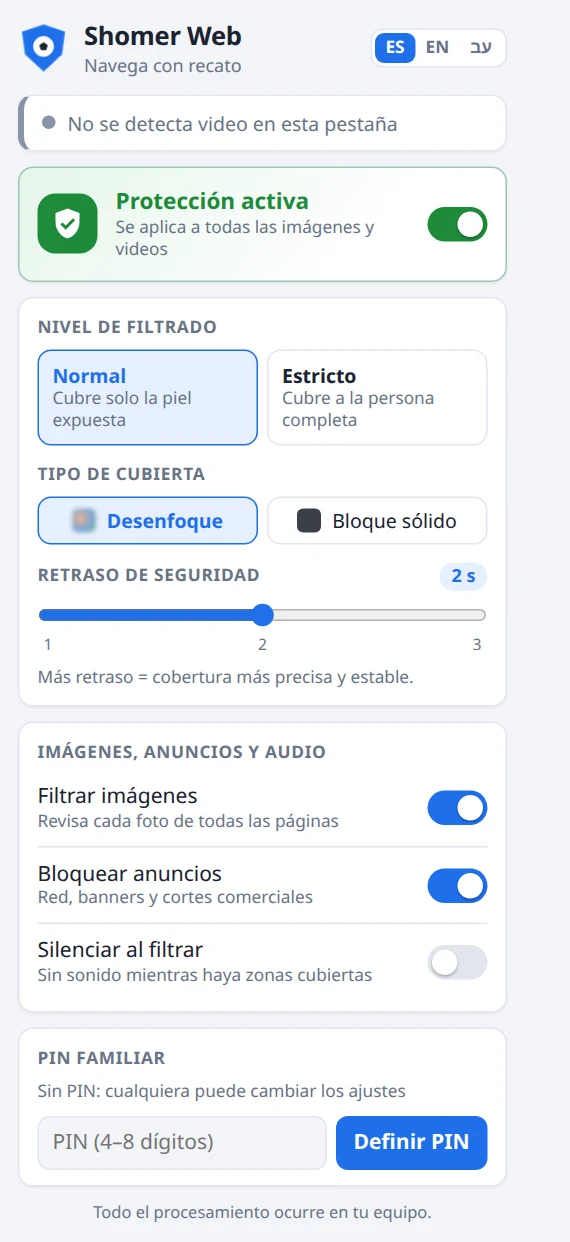 Shomer Web
Navega con recato
ES EN עב
No se detecta video en esta pestaña
Protección activa
Se aplica a todas las imágenes y
videos
NIVEL DE FILTRADO
Normal
Cubre solo la piel
expuesta
Estricto
Cubre a la persona
completa
TIPO DE CUBIERTA
Desenfoque
Bloque sólido
RETRASO DE SEGURIDAD
2 s
1 2 3
Más retraso = cobertura más precisa y estable.
IMÁGENES, ANUNCIOS Y AUDIO
Filtrar imágenes
Revisa cada foto de todas las páginas
Bloquear anuncios
Red, banners y cortes comerciales
Silenciar al filtrar
Sin sonido mientras haya zonas cubiertas
PIN FAMILIAR
Sin PIN: cualquiera puede cambiar los ajustes
PIN (4–8 dígitos)
Definir PIN
Todo el procesamiento ocurre en tu equipo.